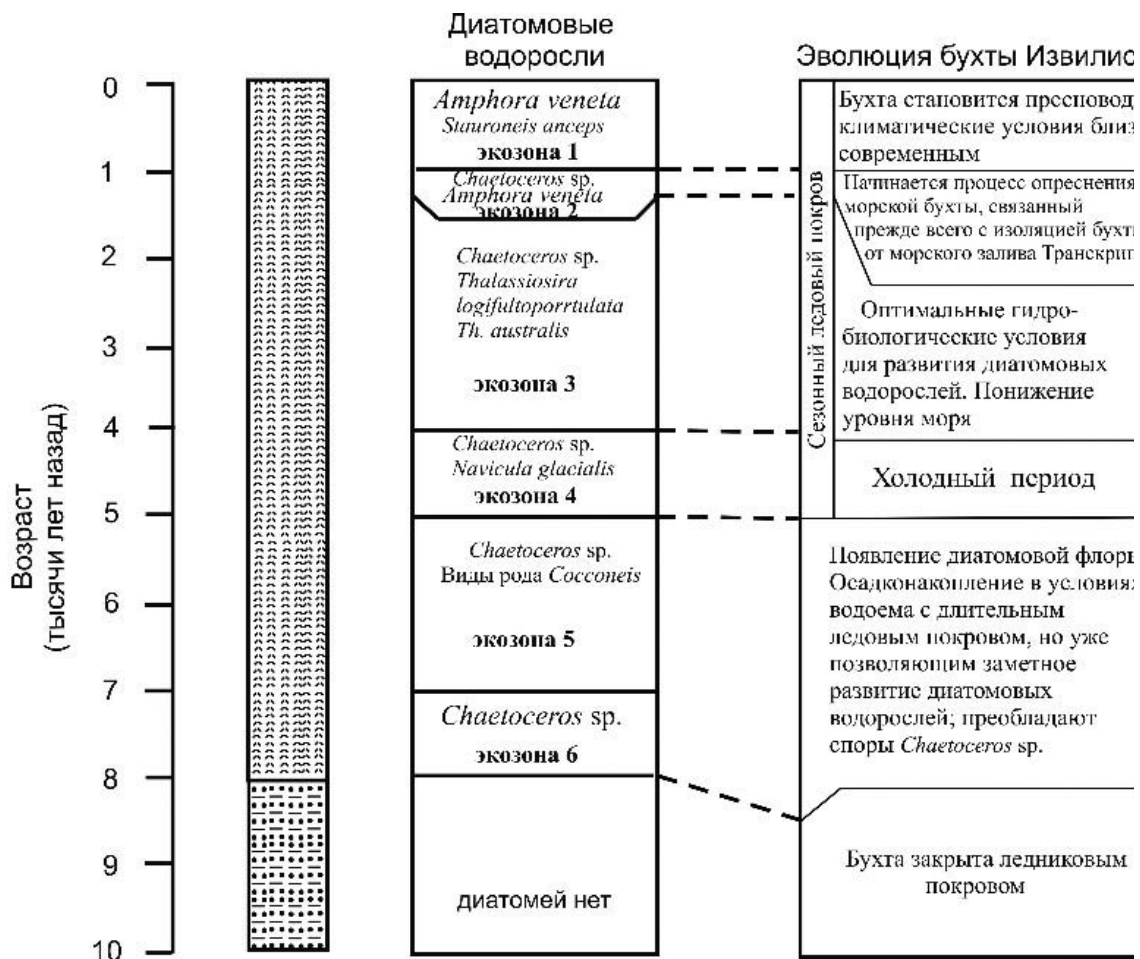 Диатомовые
водоросли
Эволюция бухты Извилис
Возраст
(тысячи лет назад)
0
1
2
3
4
5
6
7
8
9
10
Amphora veneta
Stauroneis anceps
экозона 1
Chaetoceros sp.
Amphora veneta
экозона 2
Chaetoceros sp.
Thalassiosira
logifultoporrtulata
Th. australis
экозона 3
Chaetoceros sp.
Navicula glacialis
экозона 4
Chaetoceros sp.
Виды рода Cocconeis
экозона 5
Chaetoceros sp.
экозона 6
диатомей нет
Сезонный ледовый покров
Бухта становится пресновод
климатические условия близ
современным
Начинается процесс опреснения
морской бухты, связанный
прежде всего с изоляцией бухт
от морского залива Транскрип
Оптимальные гидро-
биологические условия
для развития диатомовых
водорослей. Понижение
уровня моря
Холодный период
Появление диатомовой флоры
Осадконакопление в условиях
водоема с длительным
ледовым покровом, но уже
позволяющим заметное
развитие диатомовых
водорослей; преобладают
споры Chaetoceros sp.
Бухта закрыта ледниковым
покровом